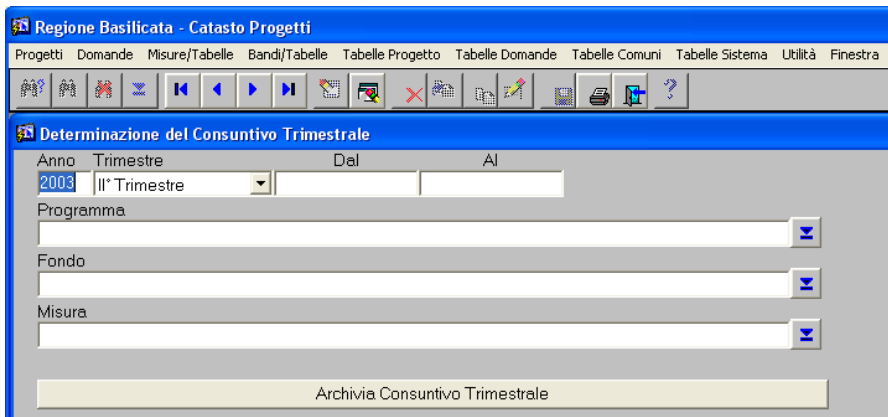 Regione Basilicata - Catasto Progetti
Progetti Domande Misure/Tabelle Bandi/Tabelle Tabelle Progetto Tabelle Domande Tabelle Comuni Tabelle Sistema Utilità Finestra
Determinazione del Consuntivo Trimestrale
Anno Trimestre Dal Al
2003 II° Trimestre
Programma
Fondo
Misura
Archivia Consuntivo Trimestrale